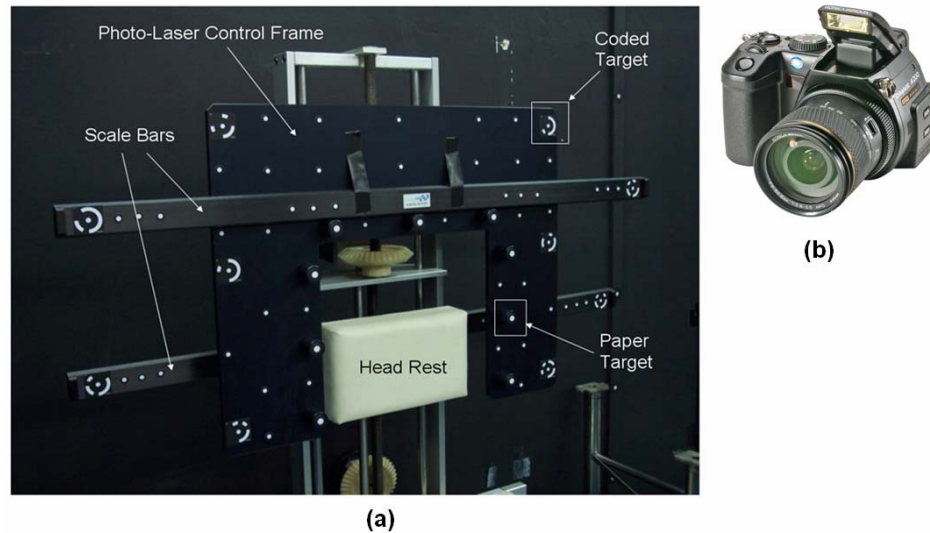 Photo-Laser Control Frame
Coded
Target
Scale Bars
Head Rest
Paper
Target
(a)
(b)